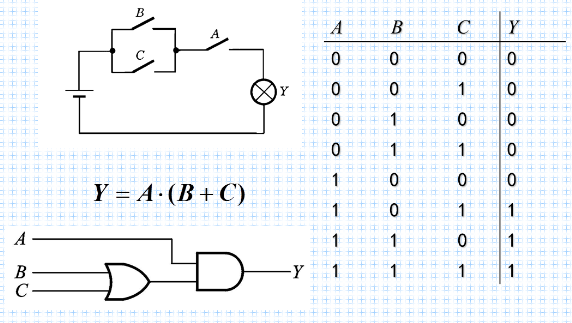 B
A
C
Y
Y = A · (B + C)
A
B
C
Y
A B C Y
0 0 0 0
0 0 1 0
0 1 0 0
0 1 1 0
1 0 0 0
1 0 1 1
1 1 0 1
1 1 1 1